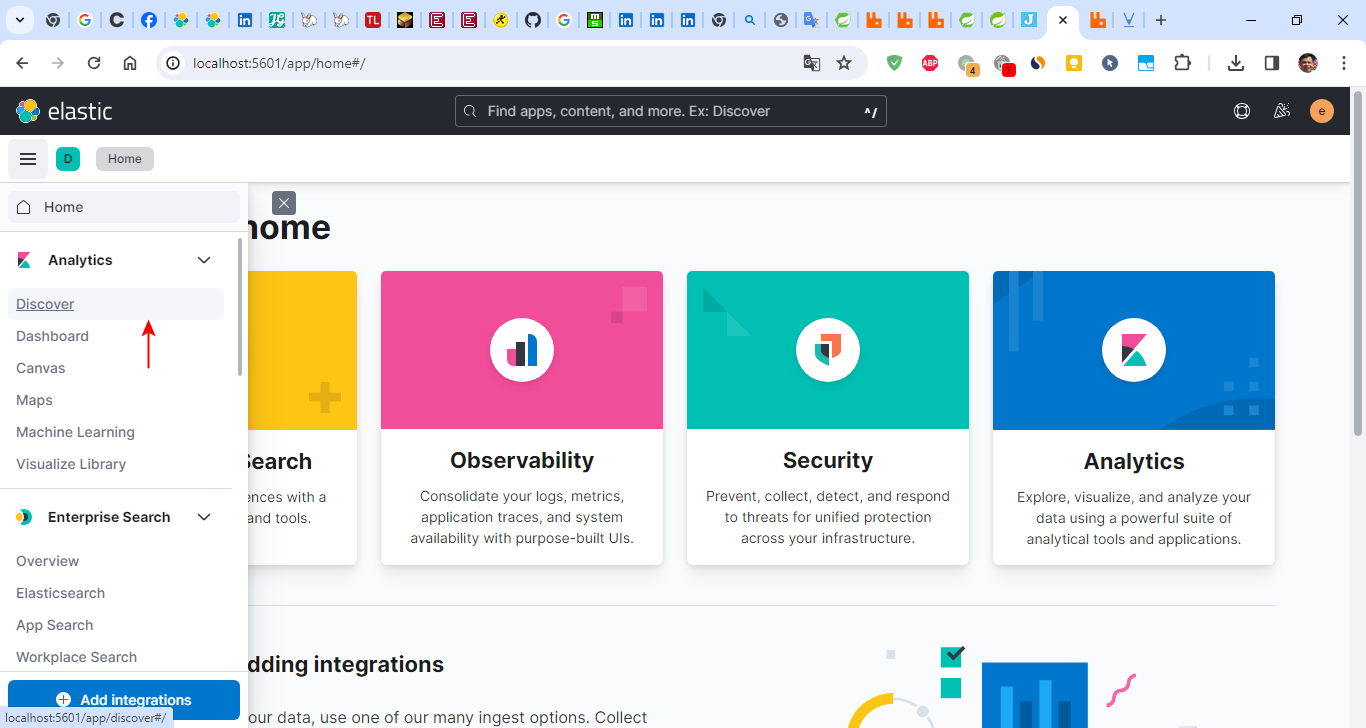 localhost:5601/app/home#/
ABP
4
7
elastic
Find apps, content, and more. Ex: Discover
^/
e
D
Home
Home
home
Analytics
Discover
Dashboard
Canvas
Maps
Machine Learning
Visualize Library
Enterprise Search
Overview
Elasticsearch
App Search
Workplace Search
Add integrations
localhost:5601/app/discover#/
Search
ences with a
and tools.
Observability
Consolidate your logs, metrics,
application traces, and system
availability with purpose-built UIs.
Security
Prevent, collect, detect, and respond
to threats for unified protection
across your infrastructure.
Analytics
Explore, visualize, and analyze your
data using a powerful suite of
analytical tools and applications.
dding integrations
our data, use one of our many ingest options. Collect